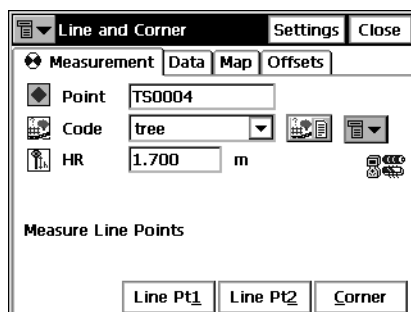 Line and Corner Settings Close
Measurement Data Map Offsets
Point TS0004
Code tree
HR 1.700 m
Measure Line Points
Line Pt1 Line Pt2 Corner